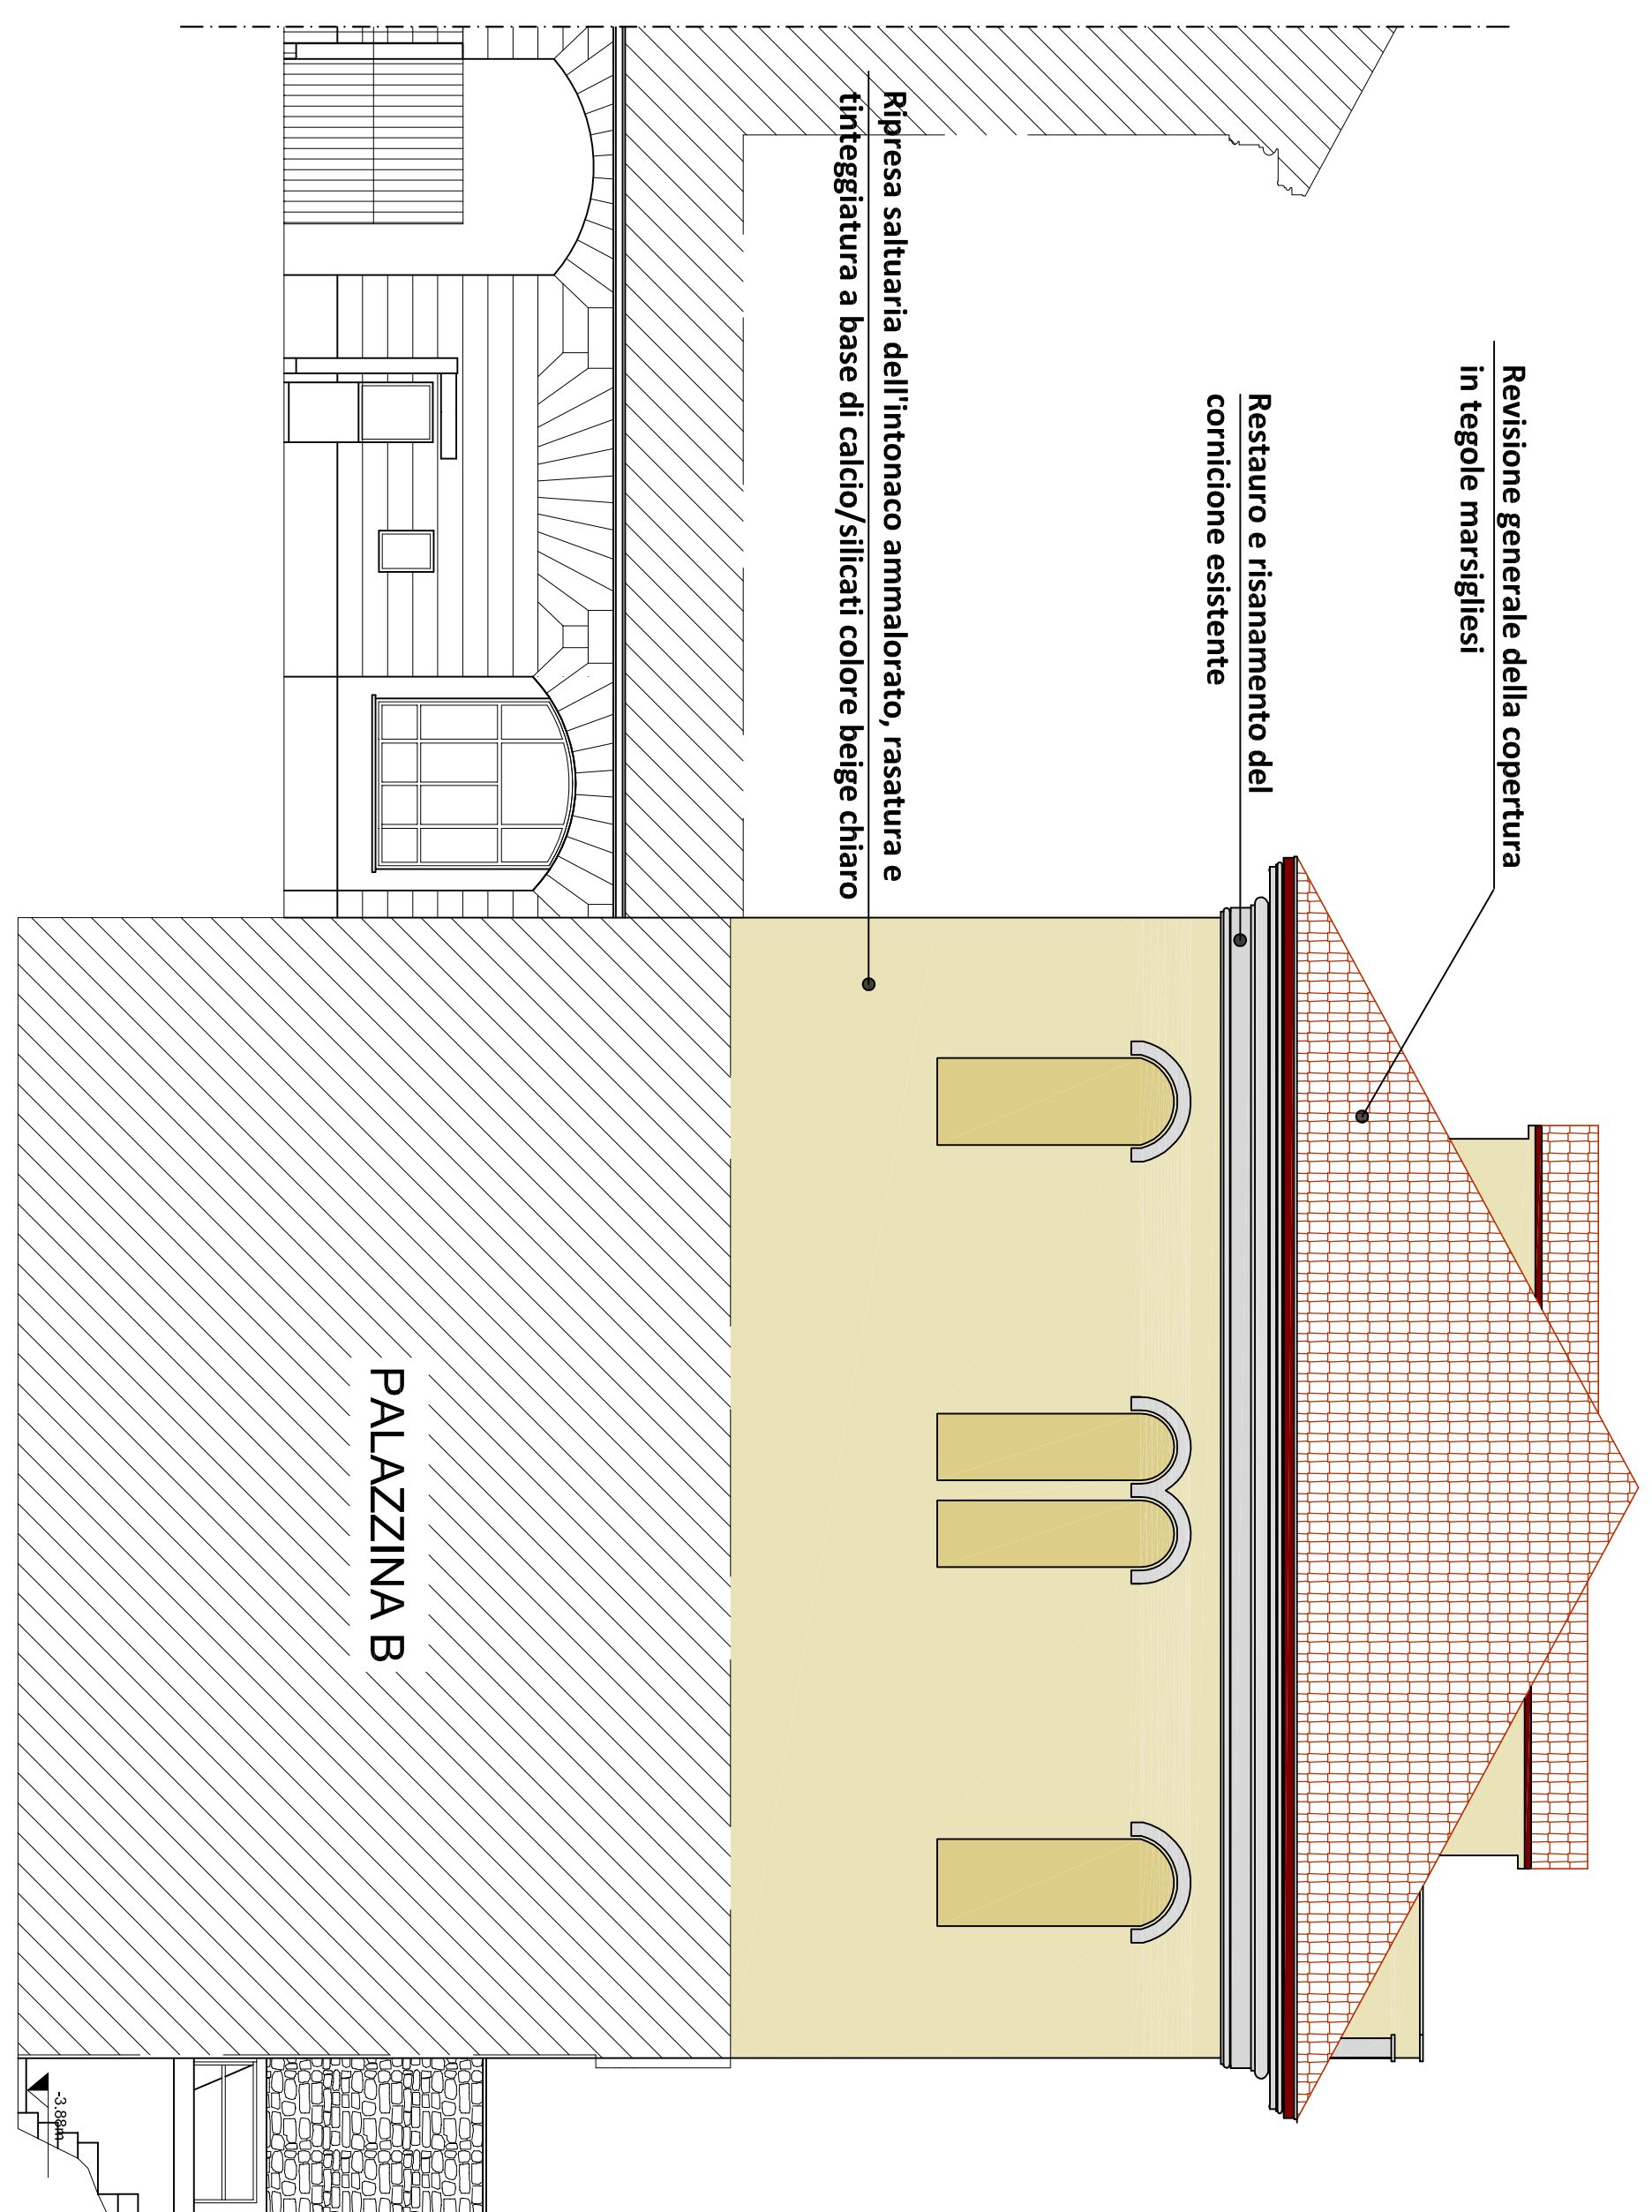 Revisione generale della copertura
in tegole marsigliesi
Restauro e risanamento del
cornicione esistente
Ripresa saltuaria dell'intonaco ammalorato, rasatura e
tinteggiatura a base di calcio/silicati colore beige chiaro
PALAZZINA B
-3.88m